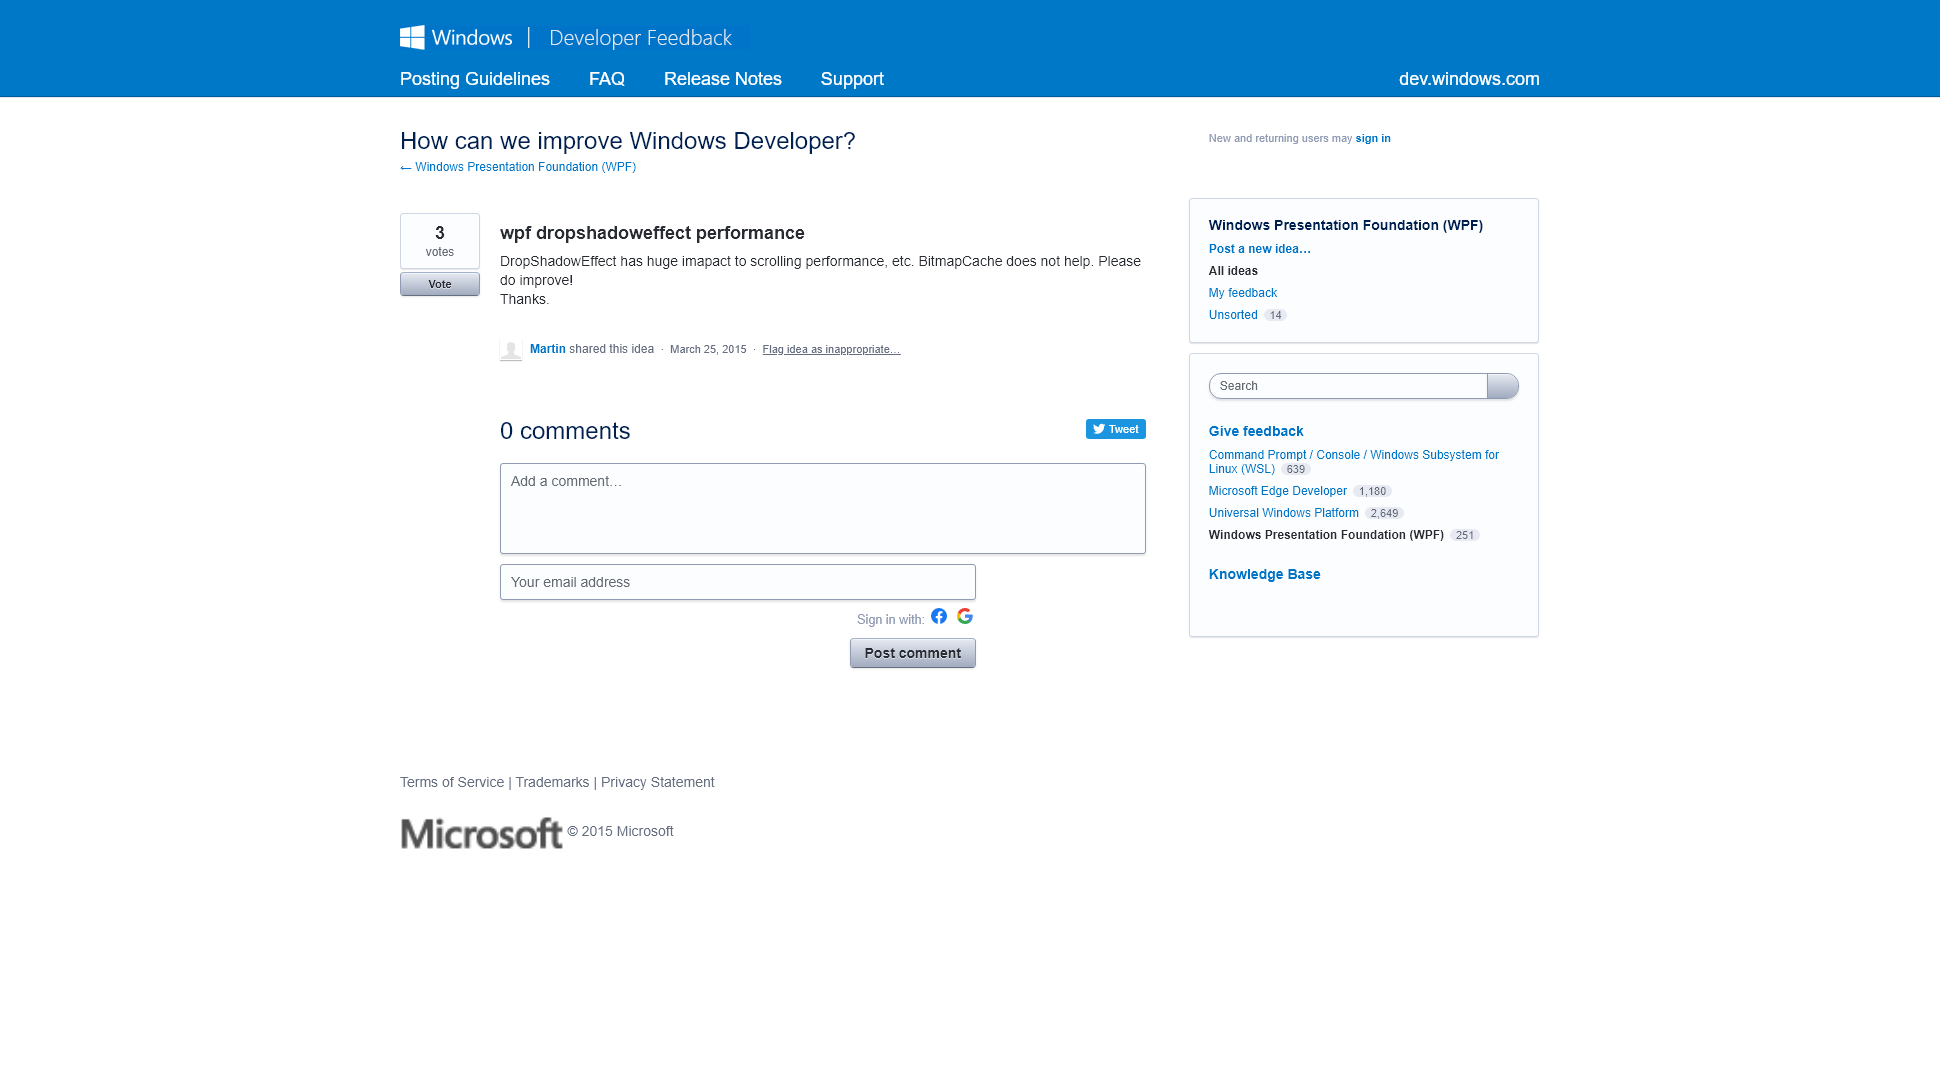 Windows | Developer Feedback
Posting Guidelines FAQ Release Notes Support dev.windows.com
How can we improve Windows Developer?
← Windows Presentation Foundation (WPF)
New and returning users may sign in
3
votes
Vote
wpf dropshadoweffect performance
DropShadowEffect has huge imapact to scrolling performance, etc. BitmapCache does not help. Please
do improve!
Thanks.
Martin shared this idea · March 25, 2015 · Flag idea as inappropriate…
0 comments
Tweet
Add a comment…
Your email address
Sign in with:
Post comment
Windows Presentation Foundation (WPF)
Post a new idea…
All ideas
My feedback
Unsorted 14
Search
Give feedback
Command Prompt / Console / Windows Subsystem for
Linux (WSL) 639
Microsoft Edge Developer 1,180
Universal Windows Platform 2,649
Windows Presentation Foundation (WPF) 251
Knowledge Base
Terms of Service | Trademarks | Privacy Statement
Microsoft © 2015 Microsoft